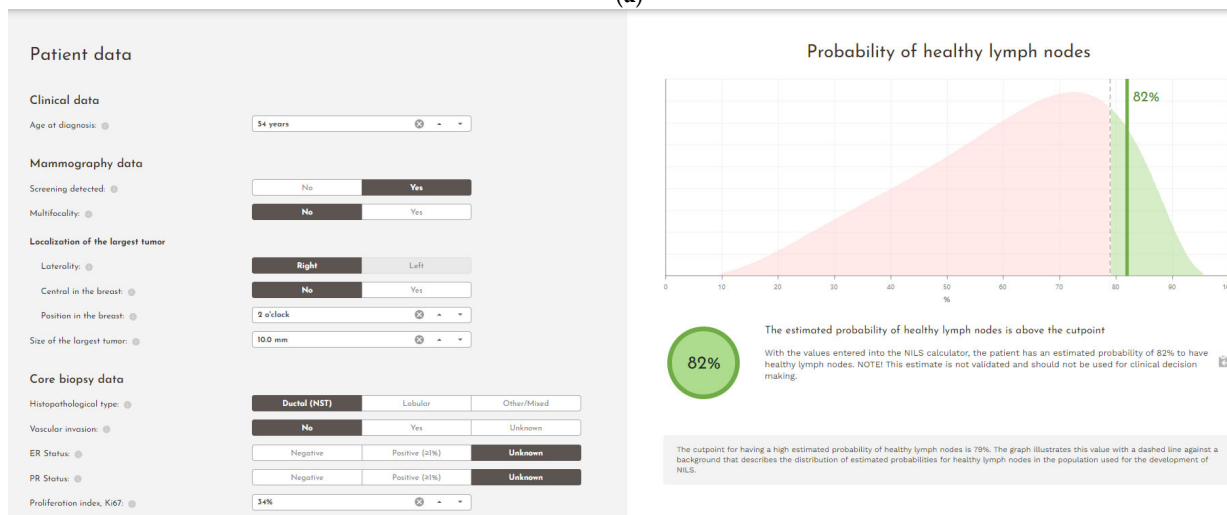 (a)
Patient data
Clinical data
Age at diagnosis:
54 years
Mammography data
Screening detected:
No
Yes
Multifocality:
No
Yes
Localization of the largest tumor
Laterality:
Right
Left
Central in the breast:
No
Yes
Position in the breast:
2 o'clock
Size of the largest tumor:
10.0 mm
Core biopsy data
Histopathological type:
Ductal (NST)
Lobular
Other/Mixed
Vascular invasion:
No
Yes
Unknown
ER Status:
Negative
Positive (≥1%)
Unknown
PR Status:
Negative
Positive (≥1%)
Unknown
Proliferation index, Ki67:
34%
Probability of healthy lymph nodes
82%
0 10 20 30 40 50 60 70 80 90
%
82%
The estimated probability of healthy lymph nodes is above the cutpoint
With the values entered into the NILS calculator, the patient has an estimated probability of 82% to have
healthy lymph nodes. NOTE! This estimate is not validated and should not be used for clinical decision
making.
The cutpoint for having a high estimated probability of healthy lymph nodes is 79%. The graph illustrates this value with a dashed line against a
background that describes the distribution of estimated probabilities for healthy lymph nodes in the population used for the development of
NILS.